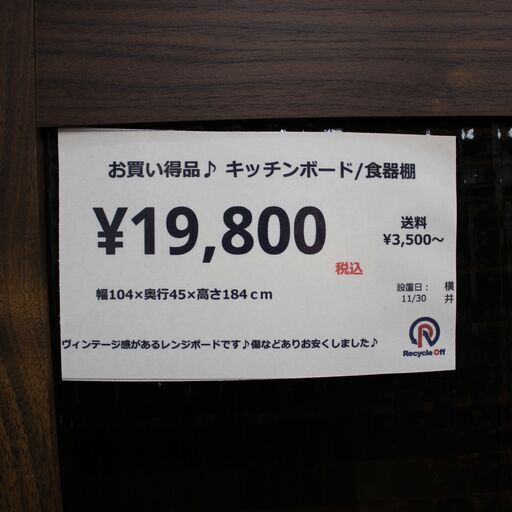 お買い得品♪ キッチンボード/食器棚
¥19,800
税込
送料
¥3,500～
幅104×奥行45×高さ184ｃｍ
設置日： 横
11/30 井
ヴィンテージ感があるレンジボードです♪傷などありお安くしました♪
Recycle Off